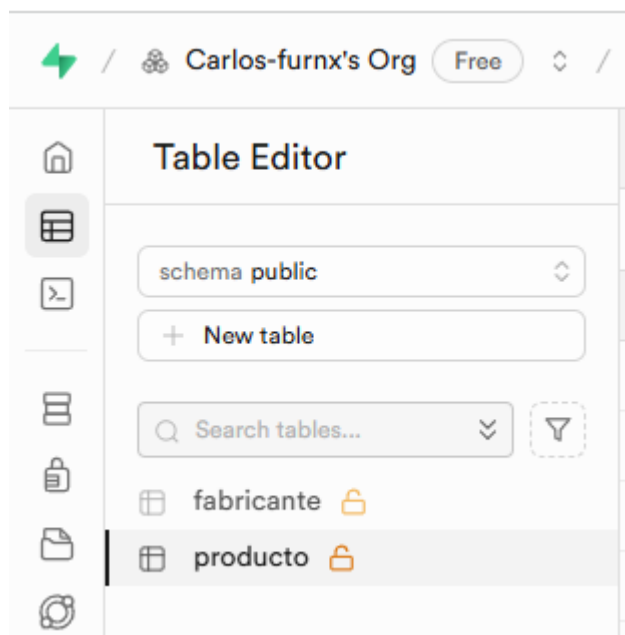 / Carlos-furnx's Org Free /
Table Editor
schema public
+ New table
Search tables...
fabricante
producto